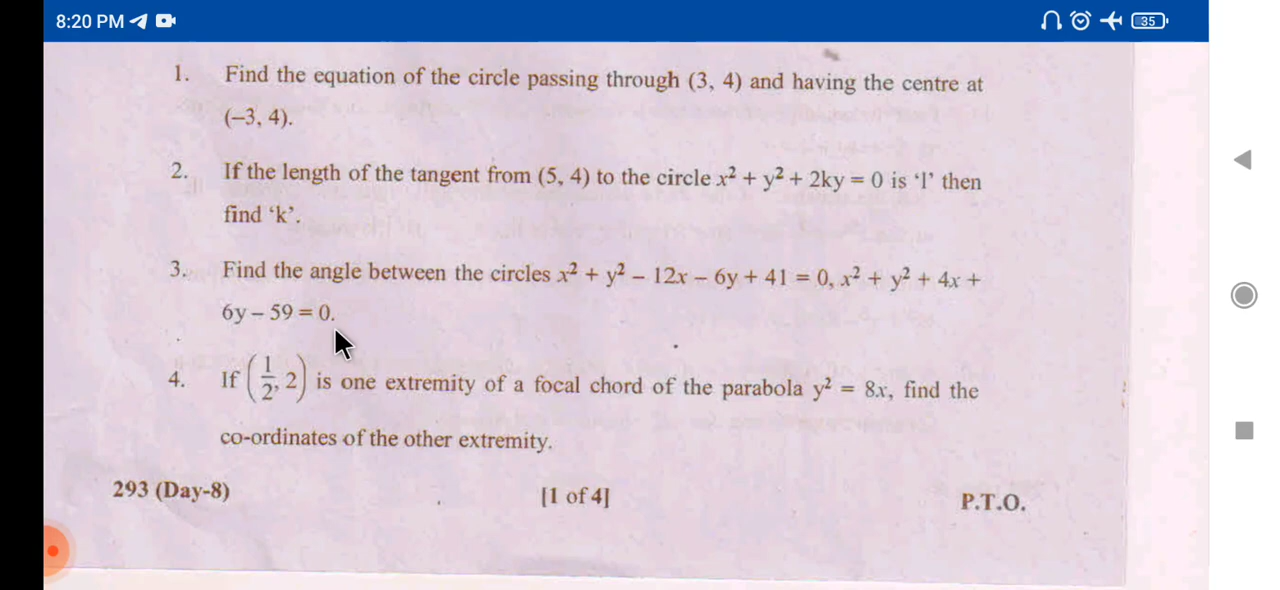 8:20 PM
35
1. Find the equation of the circle passing through (3, 4) and having the centre at
(–3, 4).
2. If the length of the tangent from (5, 4) to the circle x² + y² + 2ky = 0 is ‘1’ then
find ‘k’.
3. Find the angle between the circles x² + y² – 12x – 6y + 41 = 0, x² + y² + 4x +
6y – 59 = 0.
4. If (1/2, 2) is one extremity of a focal chord of the parabola y² = 8x, find the
co-ordinates of the other extremity.
293 (Day-8) [1 of 4] P.T.O.